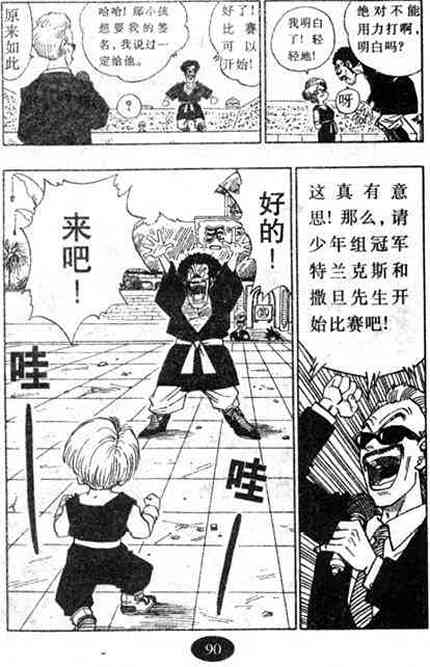 绝对不能
用力打啊,
明白吗?
呀
我明白
了!轻
轻地!
好了!
比赛
可以
开始!
哈哈!那小孩
想要我的签
名,我说过一
定给他。
?
原来如此
这真有意
思!那么,请
少年组冠军
特兰克斯和
撒旦先生开
始比赛吧!
好的!
来吧!
哇
哇
90